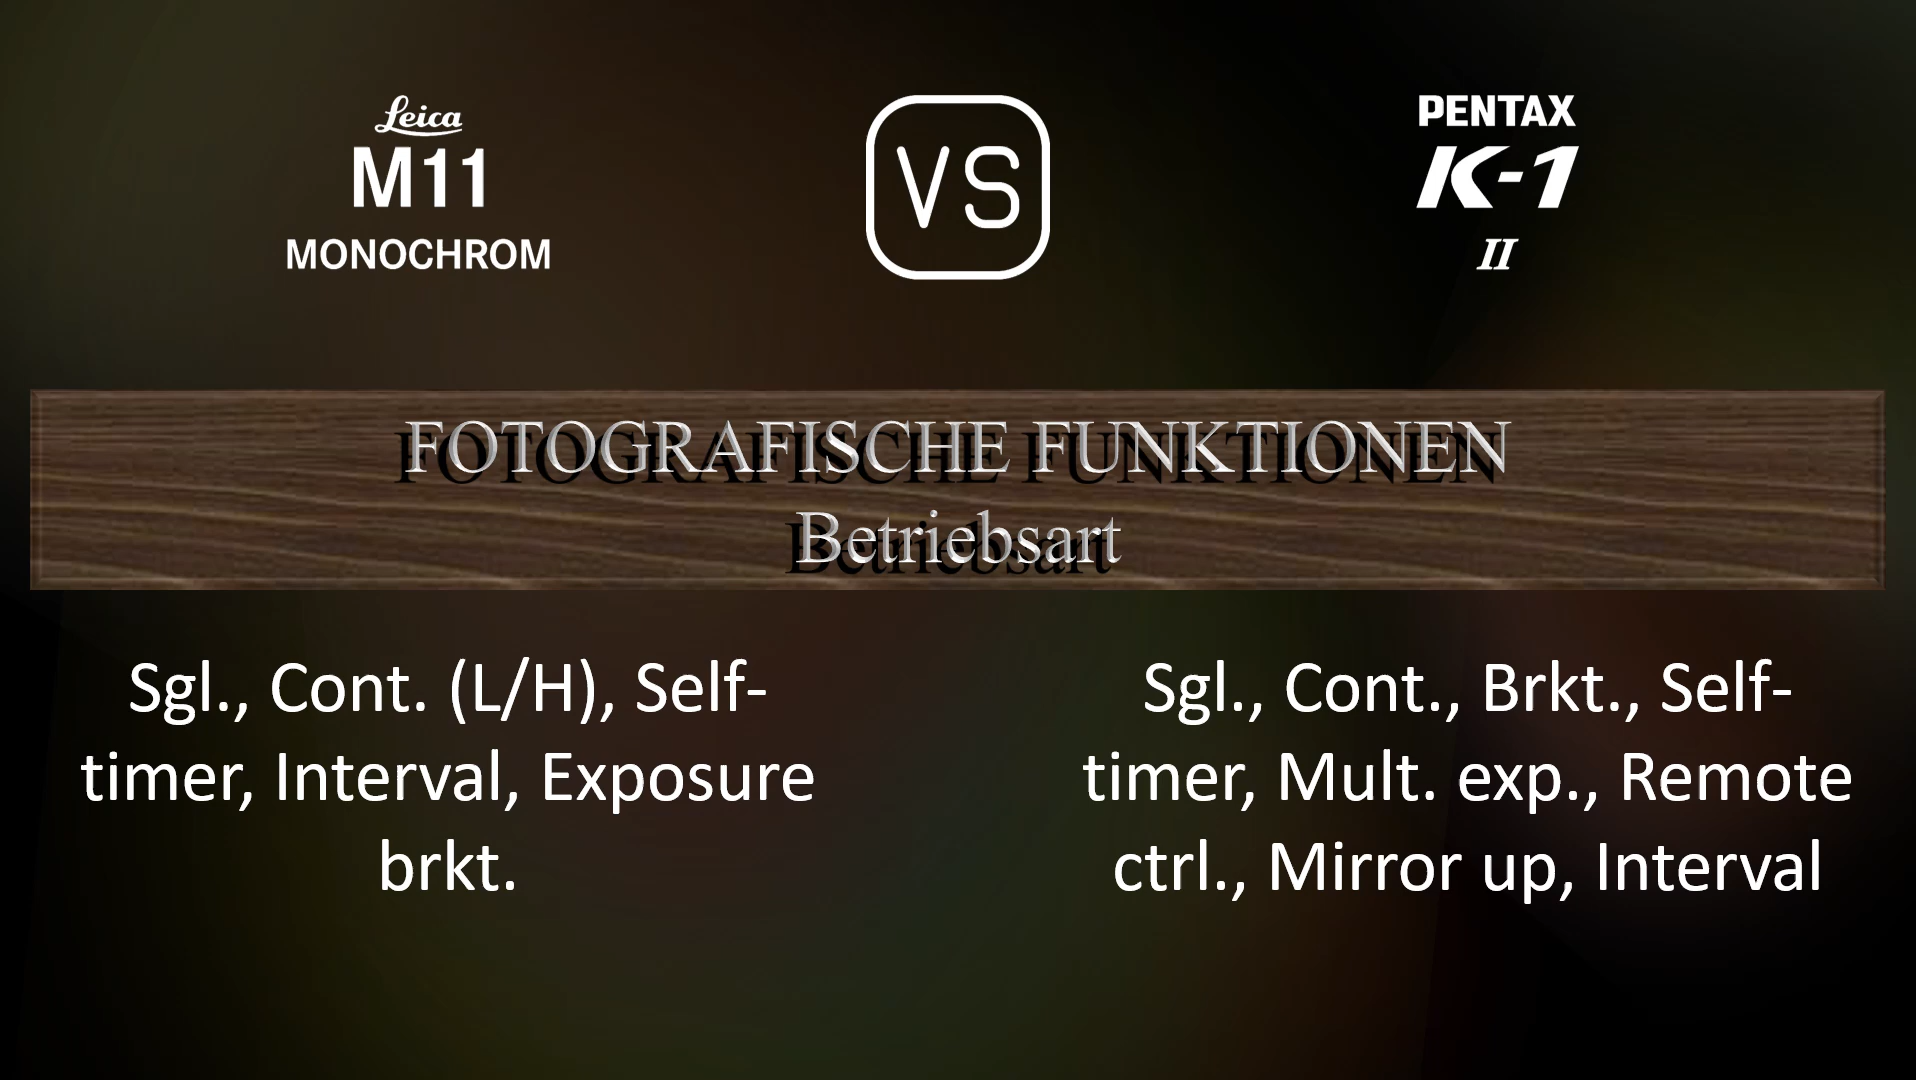 Leica
M11
MONOCHROM
VS
PENTAX
K-1
II
FOTOGRAFISCHE FUNKTIONEN
Betriebsart
Sgl., Cont. (L/H), Self-
timer, Interval, Exposure
brkt.
Sgl., Cont., Brkt., Self-
timer, Mult. exp., Remote
ctrl., Mirror up, Interval